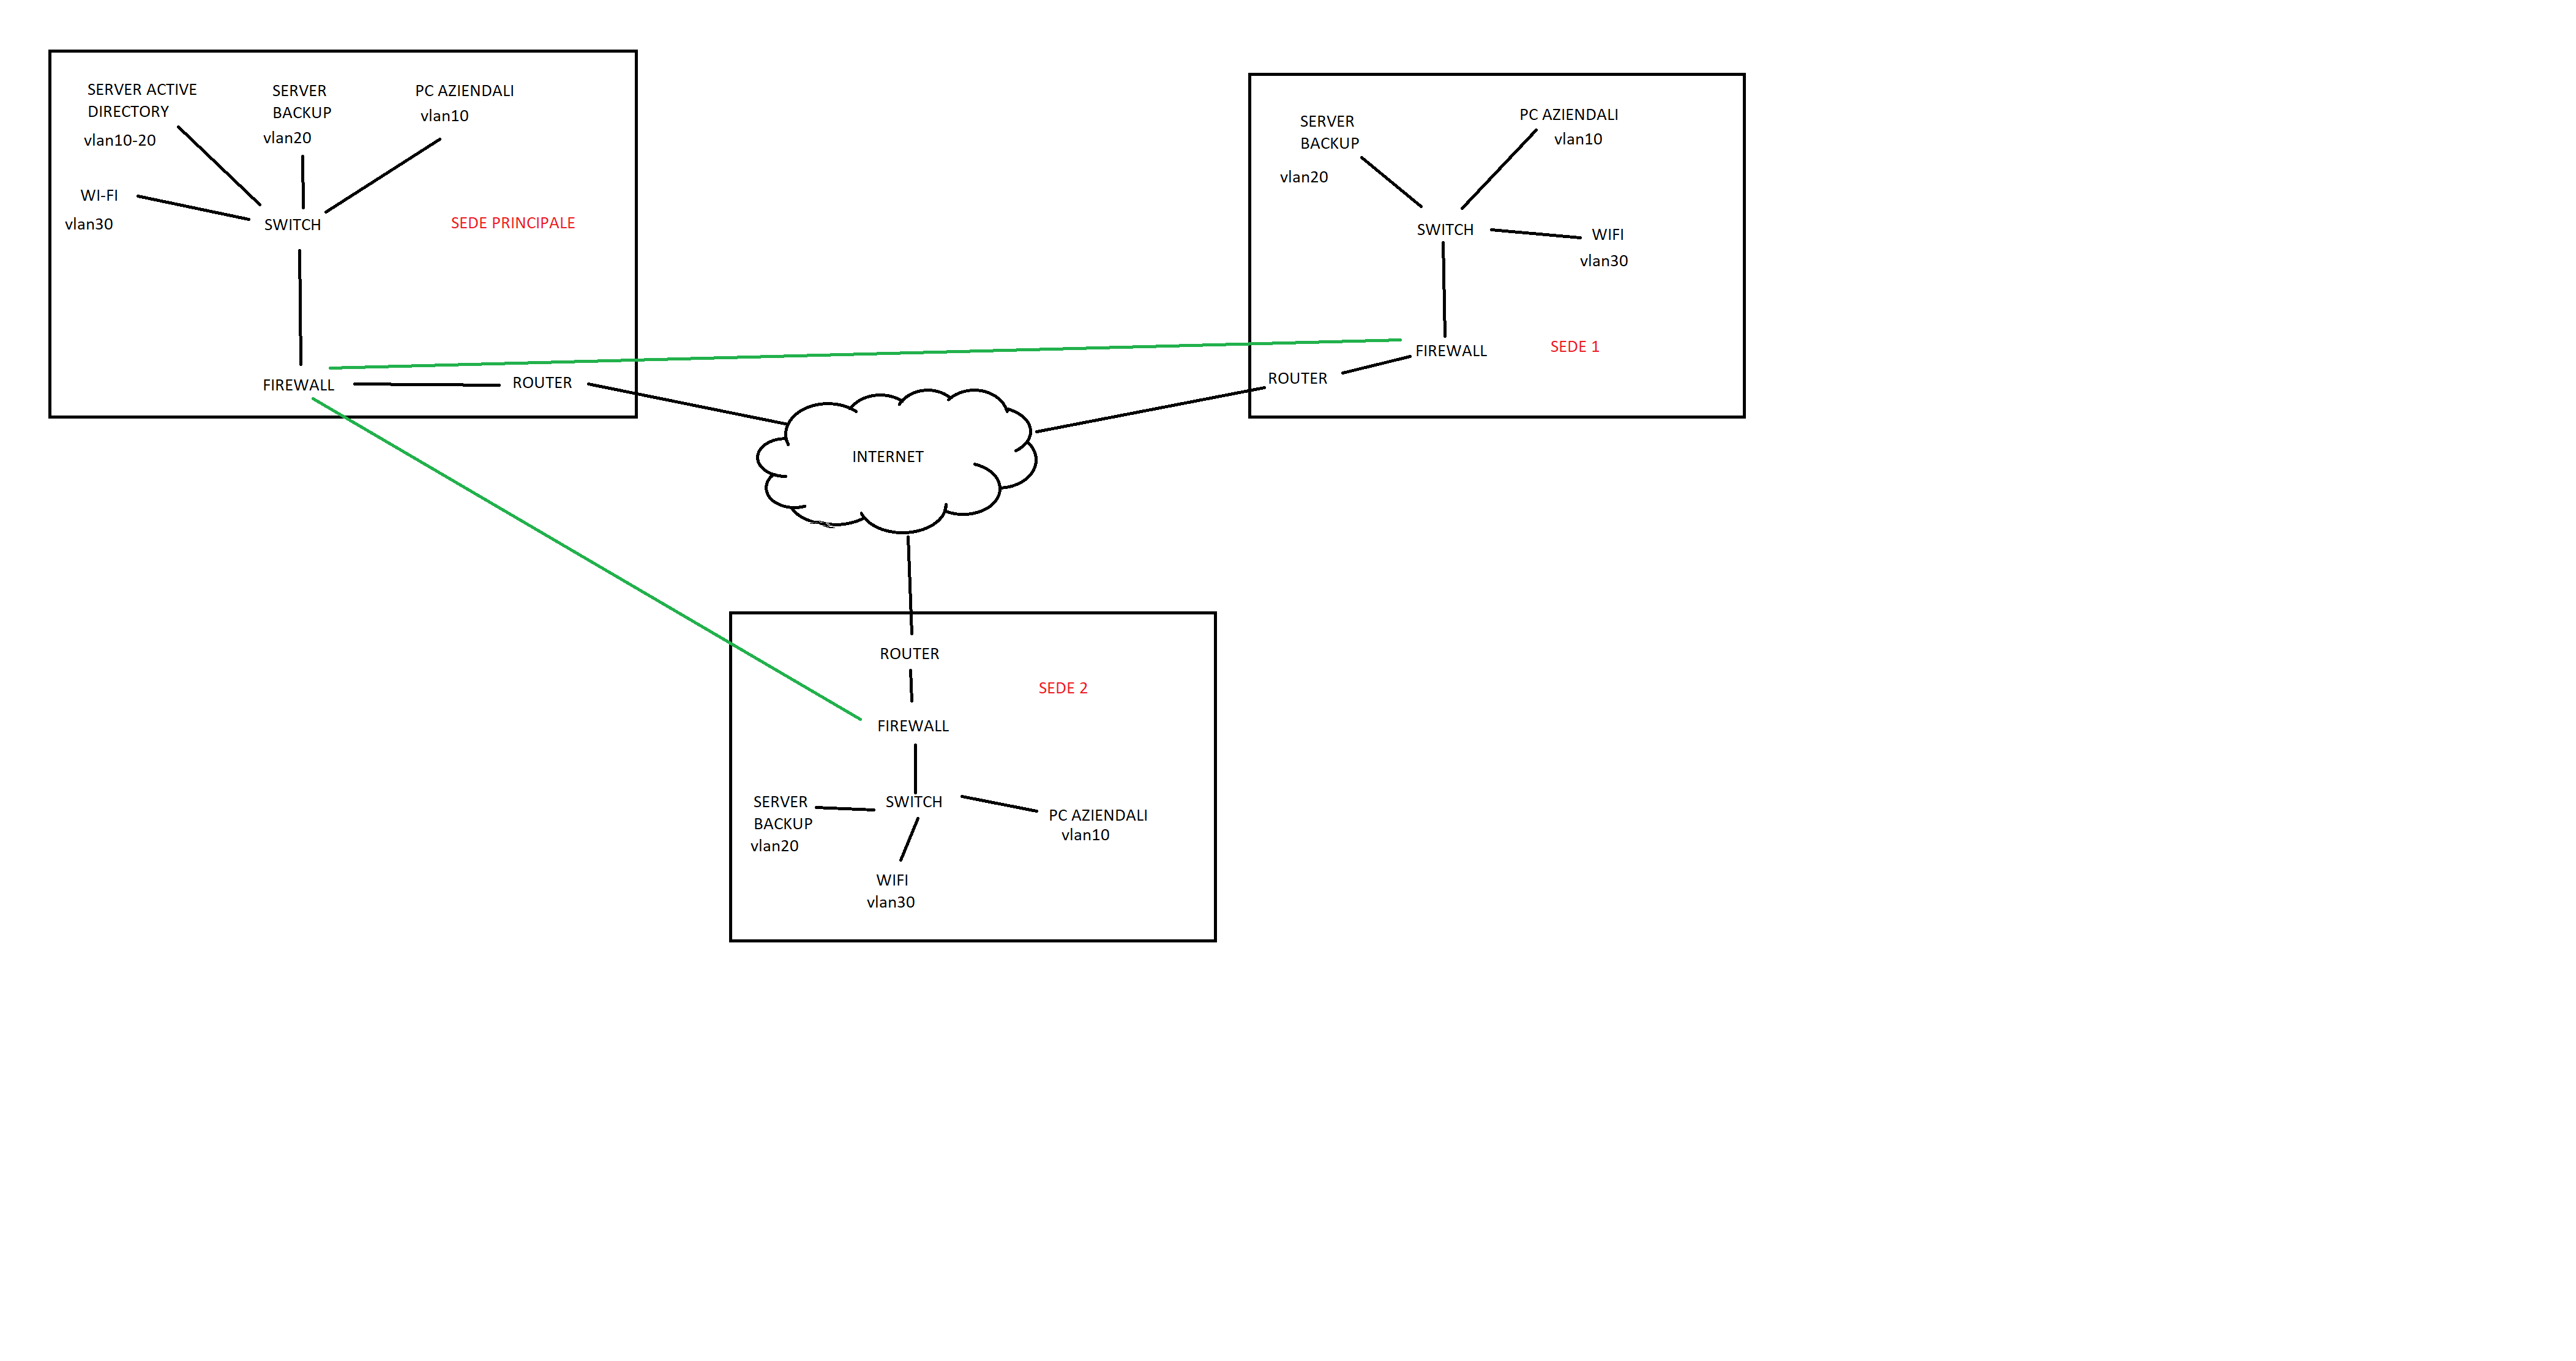 SERVER ACTIVE
DIRECTORY
vlan10-20
SERVER
BACKUP
vlan20
PC AZIENDALI
vlan10
WI-FI
vlan30
SWITCH
SEDE PRINCIPALE
FIREWALL
ROUTER
SERVER
BACKUP
vlan20
PC AZIENDALI
vlan10
SWITCH
WIFI
vlan30
FIREWALL
SEDE 1
ROUTER
INTERNET
ROUTER
SEDE 2
FIREWALL
SERVER
BACKUP
vlan20
SWITCH
PC AZIENDALI
vlan10
WIFI
vlan30